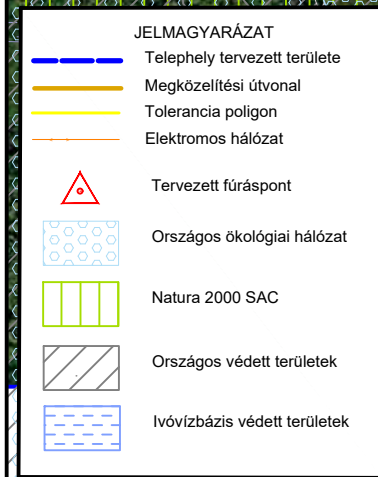 JELMAGYARÁZAT
Telephely tervezett területe
Megközelítési útvonal
Tolerancia poligon
Elektromos hálózat
Tervezett fúráspont
Országos ökológiai hálózat
Natura 2000 SAC
Országos védett területek
Ivóvízbázis védett területek